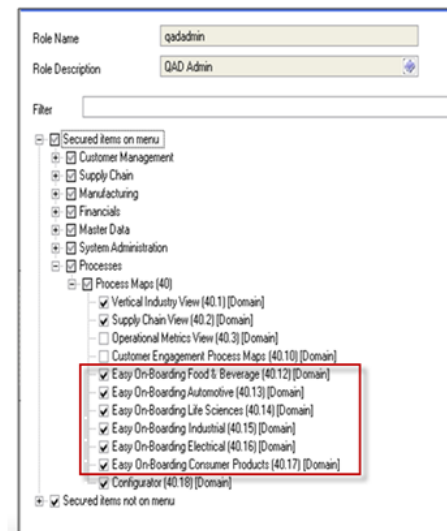 Role Name qadadmin
Role Description QAD Admin
Filter
Secured items on menu
Customer Management
Supply Chain
Manufacturing
Financials
Master Data
System Administration
Processes
Process Maps (40)
Vertical Industry View (40.1) [Domain]
Supply Chain View (40.2) [Domain]
Operational Metrics View (40.3) [Domain]
Customer Engagement Process Maps (40.10) [Domain]
Easy On-Boarding Food & Beverage (40.12) [Domain]
Easy On-Boarding Automotive (40.13) [Domain]
Easy On-Boarding Life Sciences (40.14) [Domain]
Easy On-Boarding Industrial (40.15) [Domain]
Easy On-Boarding Electrical (40.16) [Domain]
Easy On-Boarding Consumer Products (40.17) [Domain]
Configurator (40.18) [Domain]
Secured items not on menu